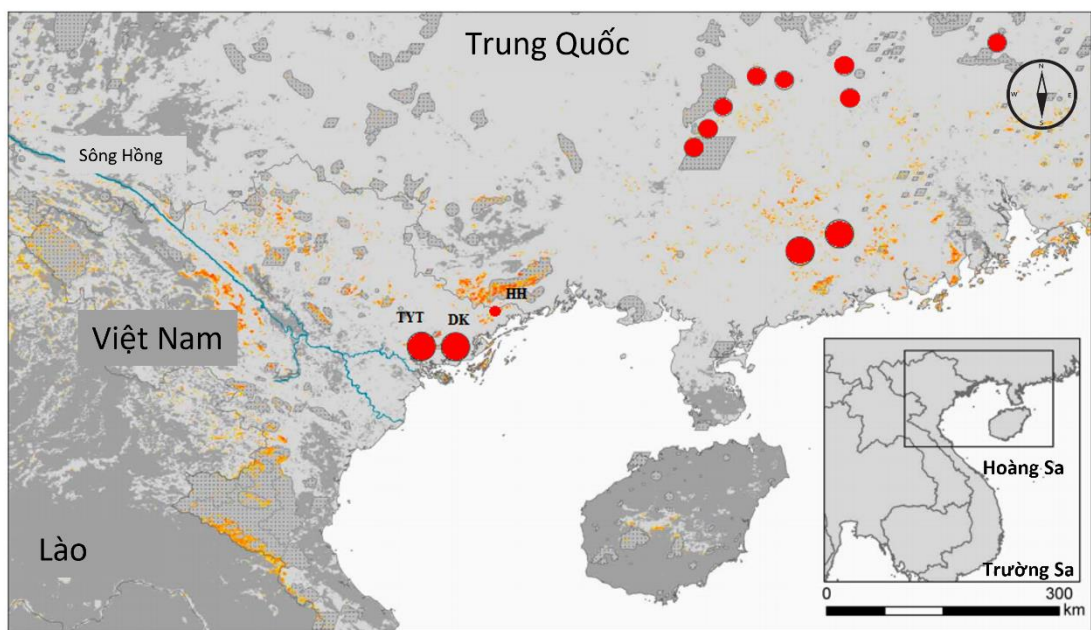 Trung Quốc
N
W E
S
Sông Hồng
HH
TYT DK
Việt Nam
Hoàng Sa
Lào
Trường Sa
0 300
km